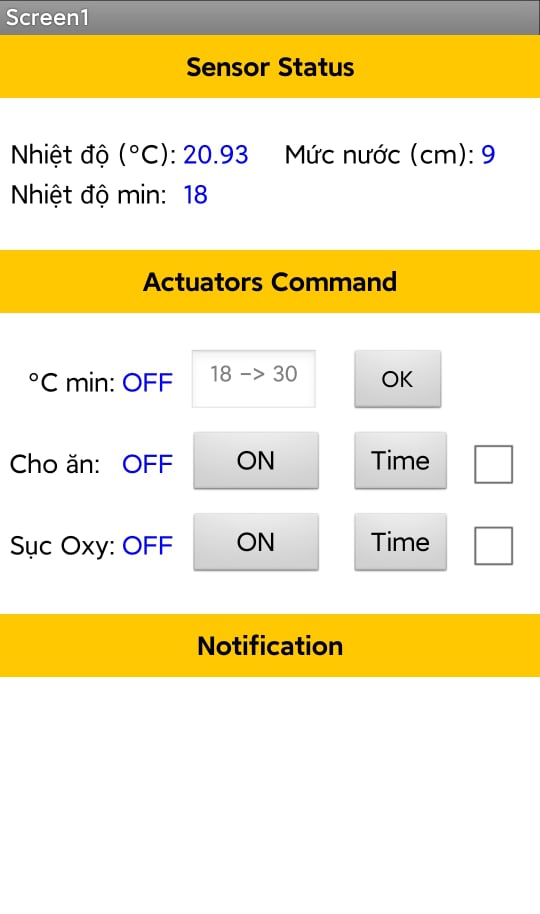 Screen1
Sensor Status
Nhiệt độ (°C): 20.93 Mức nước (cm): 9
Nhiệt độ min: 18
Actuators Command
°C min: OFF 18 -> 30 OK
Cho ăn: OFF ON Time
Sục Oxy: OFF ON Time
Notification